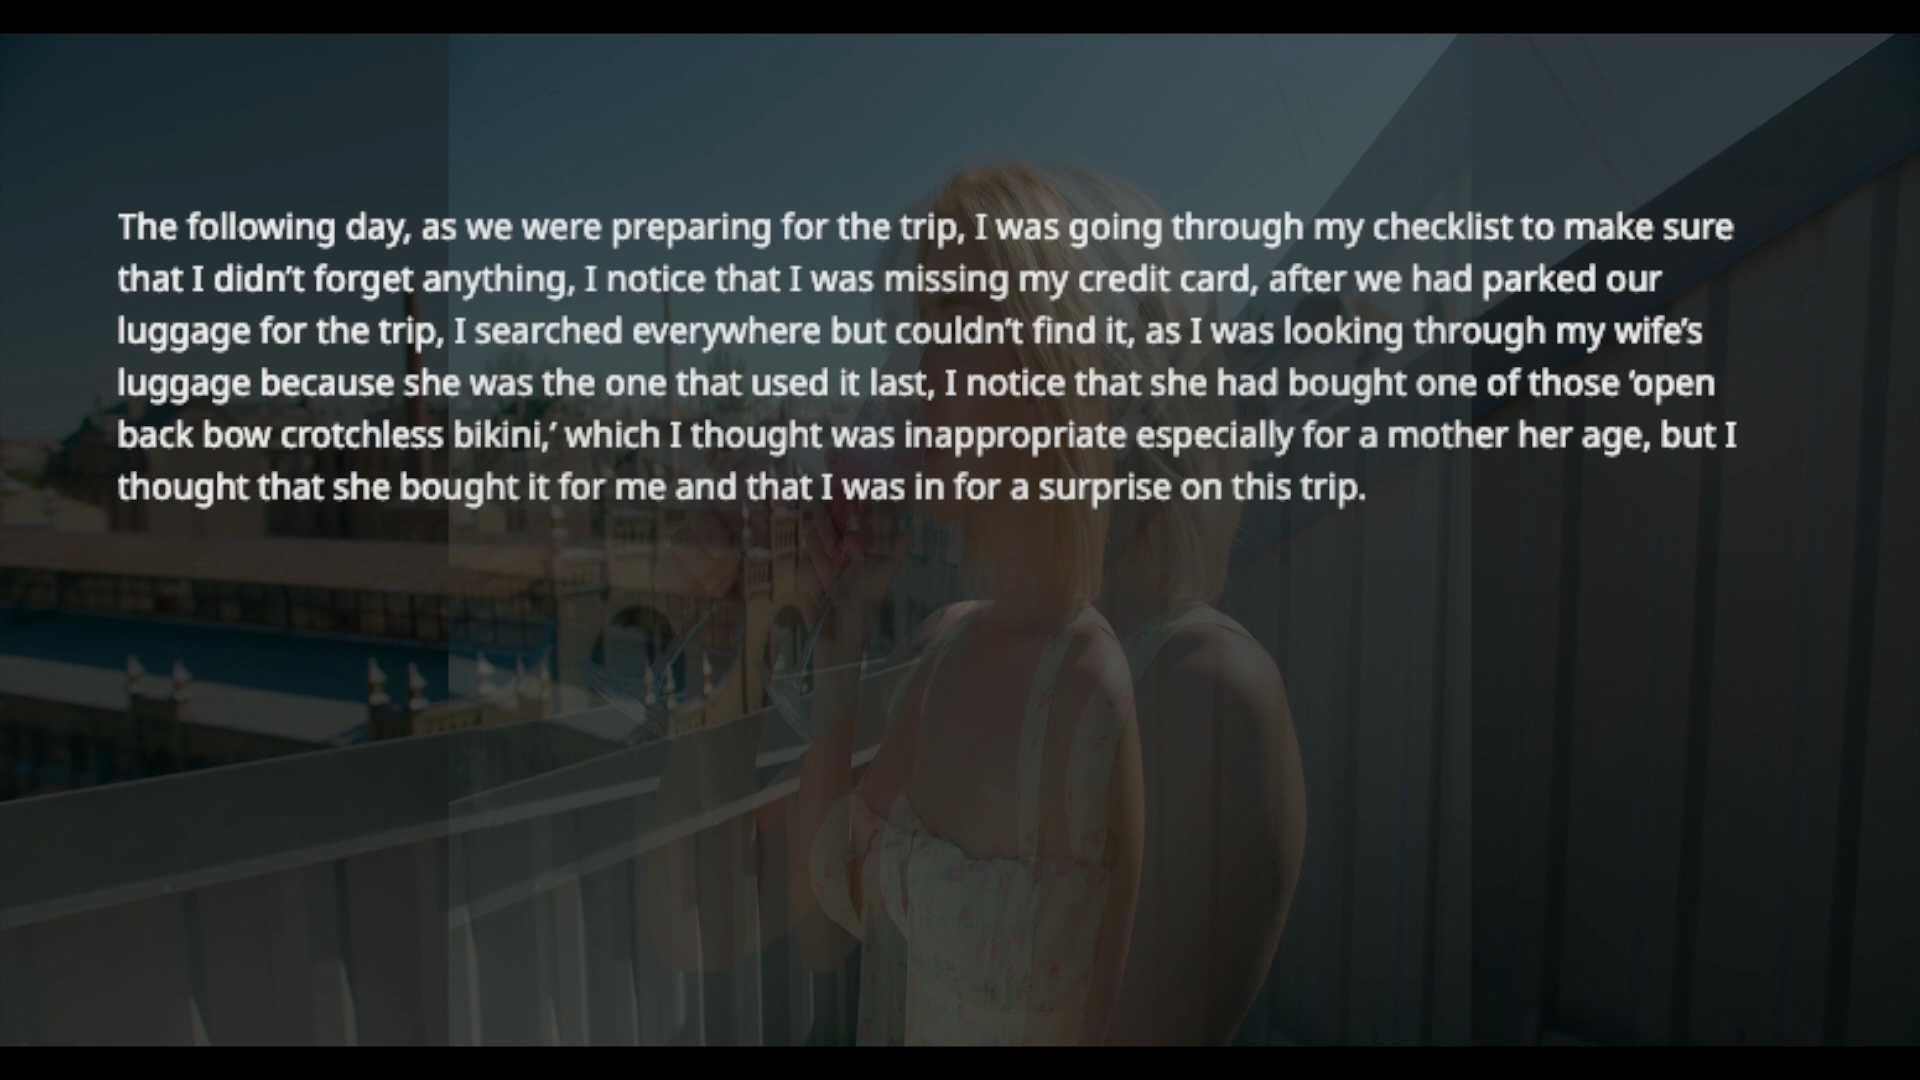 The following day, as we were preparing for the trip, I was going through my checklist to make sure
that I didn’t forget anything, I notice that I was missing my credit card, after we had parked our
luggage for the trip, I searched everywhere but couldn’t find it, as I was looking through my wife’s
luggage because she was the one that used it last, I notice that she had bought one of those ‘open
back bow crotchless bikini,’ which I thought was inappropriate especially for a mother her age, but I
thought that she bought it for me and that I was in for a surprise on this trip.